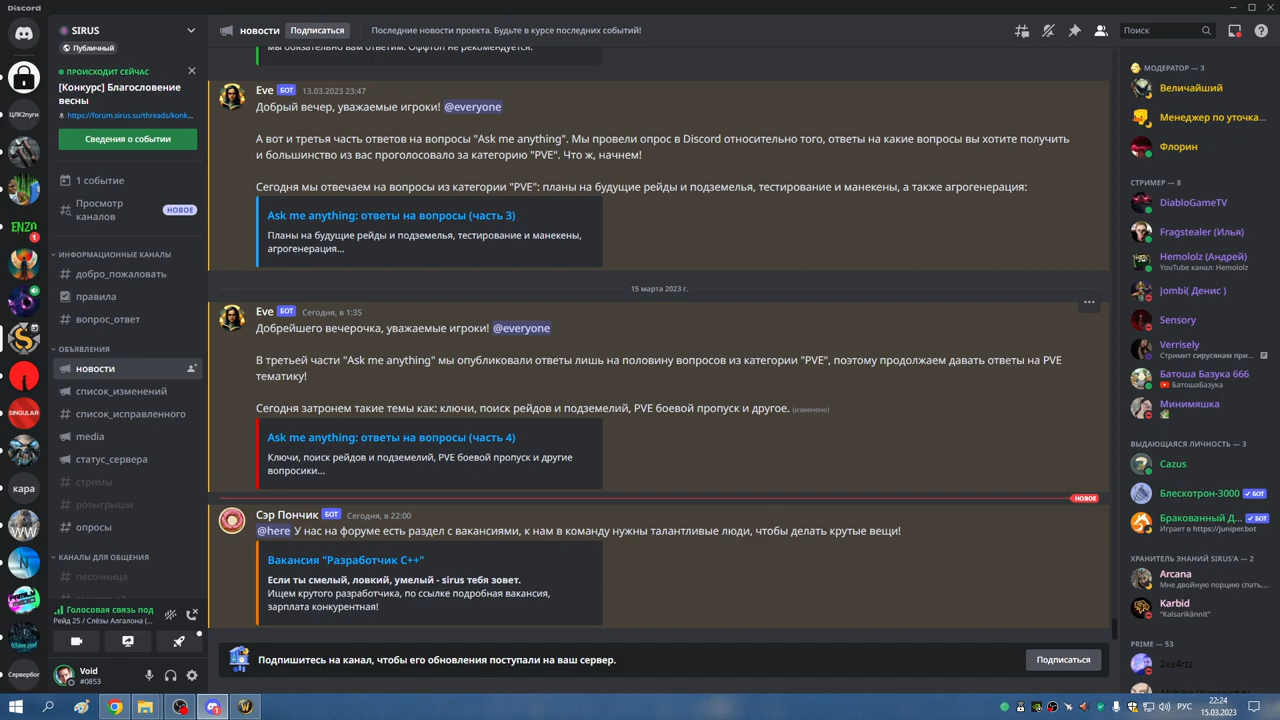 Discord
SIRUS
Публичный
ПРОИСХОДИТ СЕЙЧАС
[Конкурс] Благословение
весны
https://forum.sirus.su/threads/konk...
Сведения о событии
1 событие
Просмотр
каналов
НОВОЕ
ИНФОРМАЦИОННЫЕ КАНАЛЫ
добро_пожаловать
правила
вопрос_ответ
ОБЪЯВЛЕНИЯ
новости
список_изменений
список_исправленного
media
статус_сервера
стримы
розыгрыши
опросы
КАНАЛЫ ДЛЯ ОБЩЕНИЯ
песочница
Голосовая связь под
Рейд 25 / Слёзы Алгалона (...
Void
#0853
ЦЛК2пуги
ENZO
1
SINGULAR
кара
WW
N
Сервербог
новости
Подписаться
Последние новости проекта. Будьте в курсе последних событий!
Поиск
мы обязательно вам ответим. Оффтоп не рекомендуется.
Eve БОТ 13.03.2023 23:47
Добрый вечер, уважаемые игроки! @everyone
А вот и третья часть ответов на вопросы "Ask me anything". Мы провели опрос в Discord относительно того, ответы на какие вопросы вы хотите получить
и большинство из вас проголосовало за категорию "PVE". Что ж, начнем!
Сегодня мы отвечаем на вопросы из категории "PVE": планы на будущие рейды и подземелья, тестирование и манекены, а также агрогенерация:
Ask me anything: ответы на вопросы (часть 3)
Планы на будущие рейды и подземелья, тестирование и манекены,
агрогенерация...
15 марта 2023 г.
Eve БОТ Сегодня, в 1:35
Добрейшего вечерочка, уважаемые игроки! @everyone
В третьей части "Ask me anything" мы опубликовали ответы лишь на половину вопросов из категории "PVE", поэтому продолжаем давать ответы на PVE
тематику!
Сегодня затронем такие темы как: ключи, поиск рейдов и подземелий, PVE боевой пропуск и другое. (изменено)
Ask me anything: ответы на вопросы (часть 4)
Ключи, поиск рейдов и подземелий, PVE боевой пропуск и другие
вопросики...
НОВОЕ
Сэр Пончик БОТ Сегодня, в 22:00
@here У нас на форуме есть раздел с вакансиями, к нам в команду нужны талантливые люди, чтобы делать крутые вещи!
Вакансия "Разработчик C++"
Если ты смелый, ловкий, умелый - sirus тебя зовет.
Ищем крутого разработчика, по ссылке подробная вакансия,
зарплата конкурентная!
Подпишитесь на канал, чтобы его обновления поступали на ваш сервер.
Подписаться
МОДЕРАТОР — 3
Величайший
Менеджер по уточка...
Флорин
СТРИМЕР — 8
DiabloGameTV
Fragstealer (Илья)
Hemololz (Андрей)
YouTube канал: Hemololz
Jombi( Денис )
Sensory
Verrisely
Стримит сирусянам при...
Батоша Базука 666
БатошаБазука
Минимяшка
ВЫДАЮЩАЯСЯ ЛИЧНОСТЬ — 3
Cazus
Блескотрон-3000 БОТ
Бракованный Д... БОТ
Играет в https://juniper.bot
ХРАНИТЕЛЬ ЗНАНИЙ SIRUS'A — 2
Arcana
Мне двойную порцию спать,...
Karbid
"Kalsarikännit"
PRIME — 53
2ez4rtz
РУС
22:24
15.03.2023